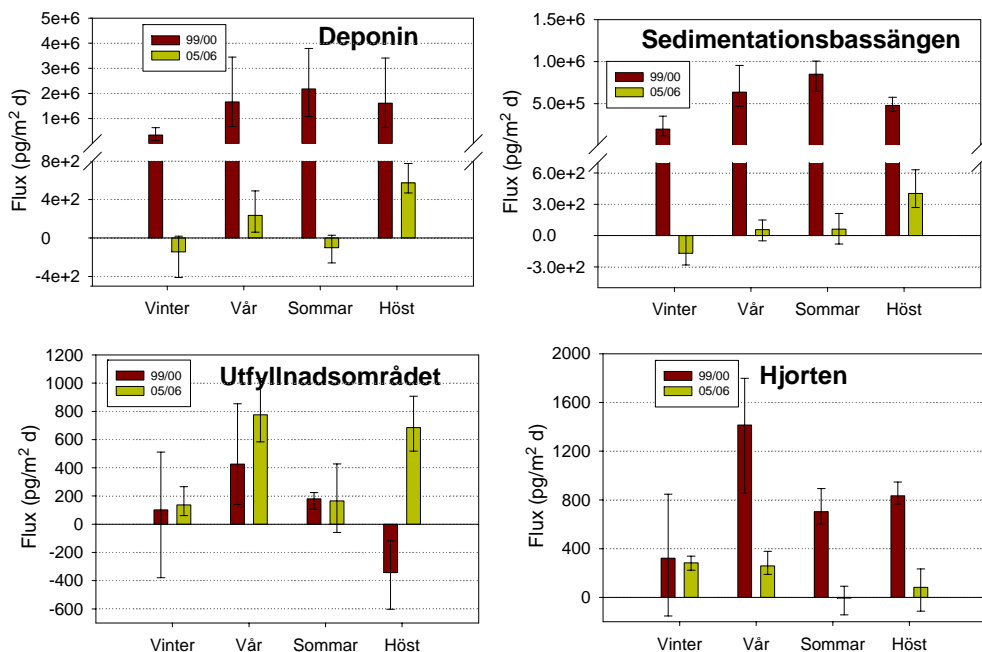 Deponin
99/00
05/06
Flux (pg/m² d)
5e+6
4e+6
3e+6
2e+6
1e+6
8e+2
4e+2
0
-4e+2
Vinter Vår Sommar Höst
Sedimentationsbassängen
99/00
05/06
Flux (pg/m² d)
1.5e+6
1.0e+6
5.0e+5
6.0e+2
3.0e+2
0.0
-3.0e+2
Vinter Vår Sommar Höst
Utfyllnadsområdet
99/00
05/06
Flux (pg/m² d)
1200
1000
800
600
400
200
0
-200
-400
-600
Vinter Vår Sommar Höst
Hjorten
99/00
05/06
Flux (pg/m² d)
2000
1600
1200
800
400
0
Vinter Vår Sommar Höst